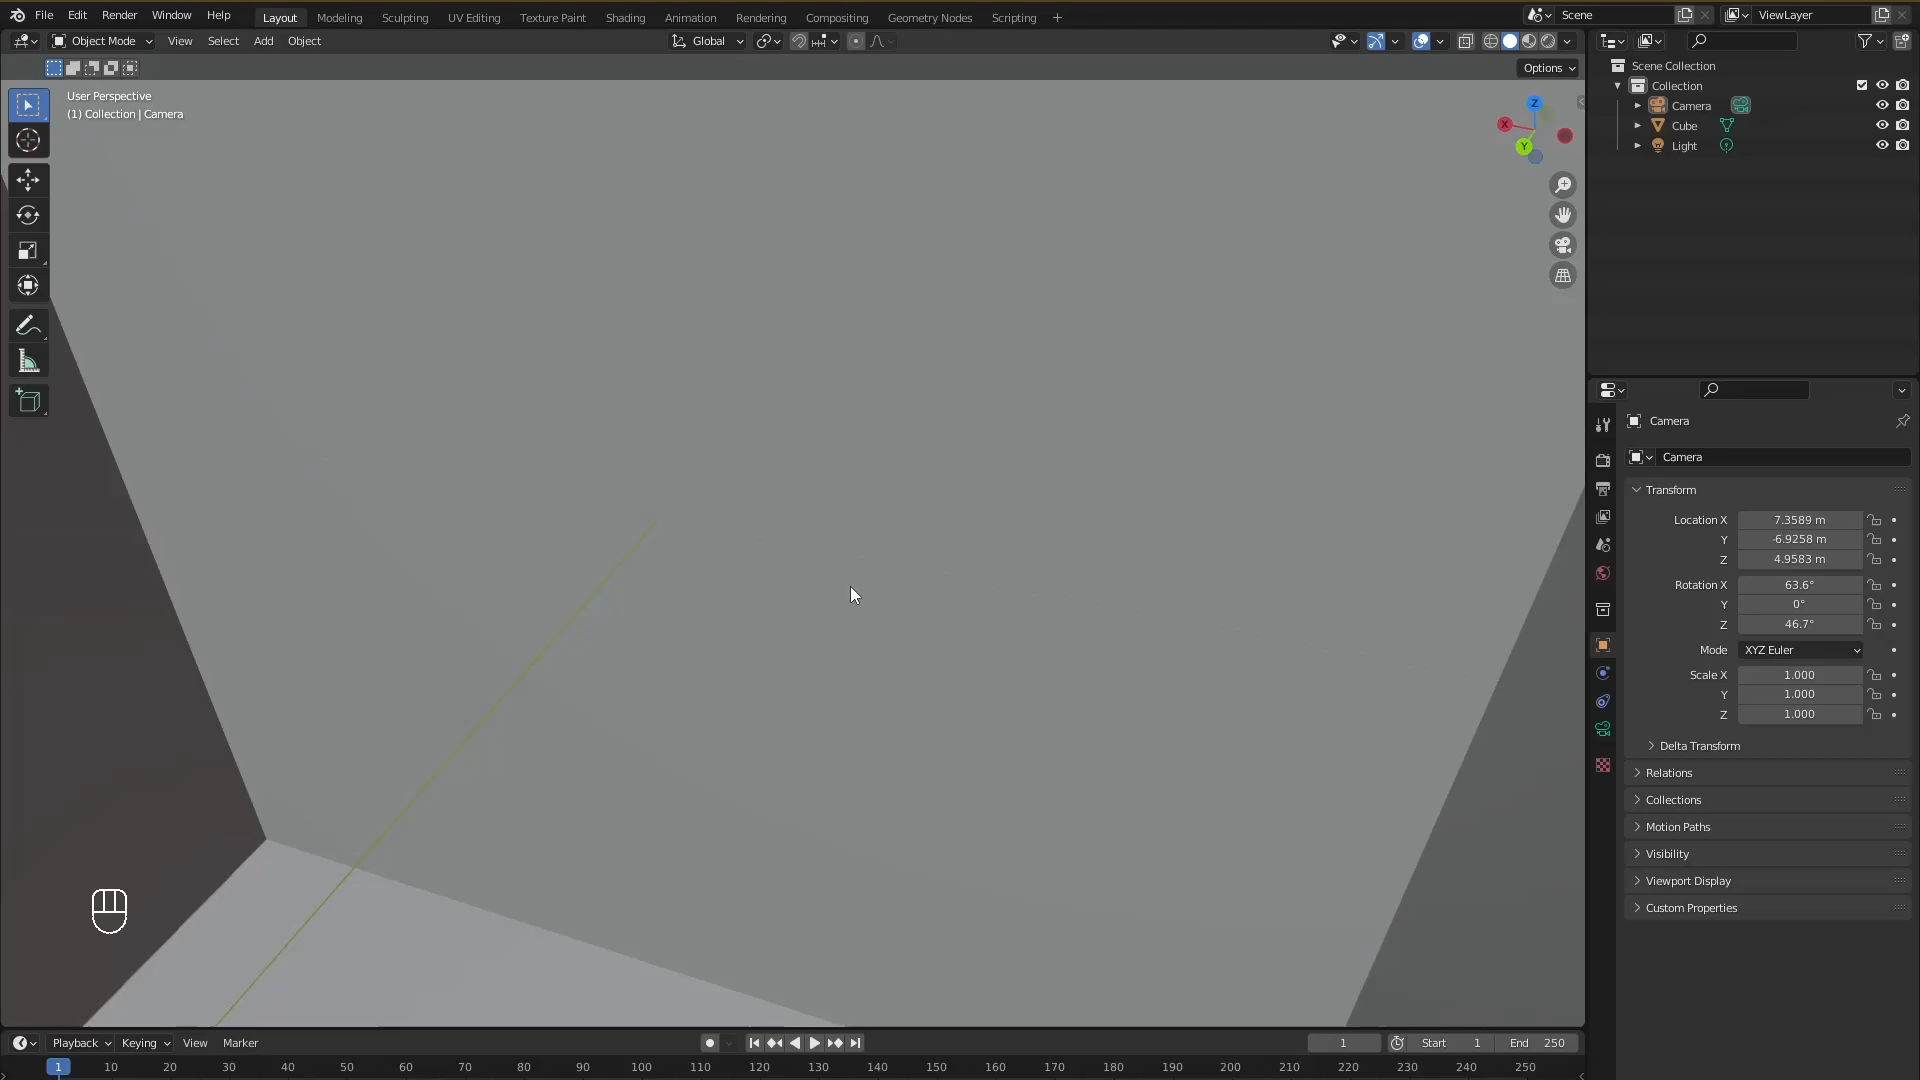 File Edit Render Window Help Layout Modeling Sculpting UV Editing Texture Paint Shading Animation Rendering Compositing Geometry Nodes Scripting + Scene ViewLayer
Object Mode View Select Add Object Global
Options
User Perspective
(1) Collection | Camera
Z
X
Y
Scene Collection
Collection
Camera
Cube
Light
Camera
Camera
Transform
Location X 7.3589 m
Y -6.9258 m
Z 4.9583 m
Rotation X 63.6°
Y 0°
Z 46.7°
Mode XYZ Euler
Scale X 1.000
Y 1.000
Z 1.000
Delta Transform
Relations
Collections
Motion Paths
Visibility
Viewport Display
Custom Properties
Playback Keying View Marker 1 Start 1 End 250
1 10 20 30 40 50 60 70 80 90 100 110 120 130 140 150 160 170 180 190 200 210 220 230 240 250